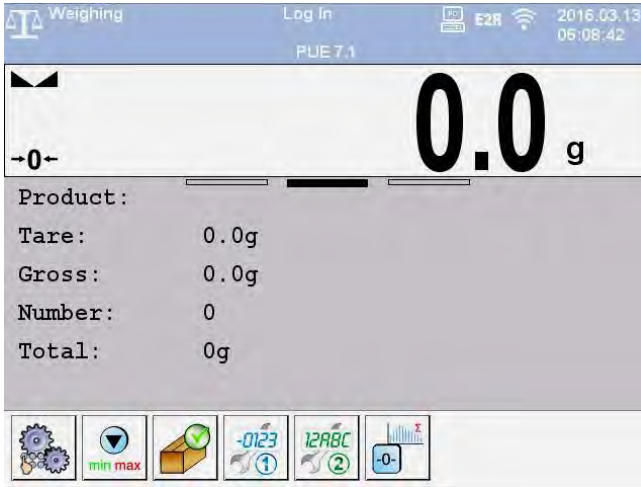 Weighing Log In PC E2R 2016.03.13
PUE 7.1 06:08:42
0.0 g
→0←
Product:
Tare: 0.0g
Gross: 0.0g
Number: 0
Total: 0g
min max -0123 1 12ABC 2 Σ -0-